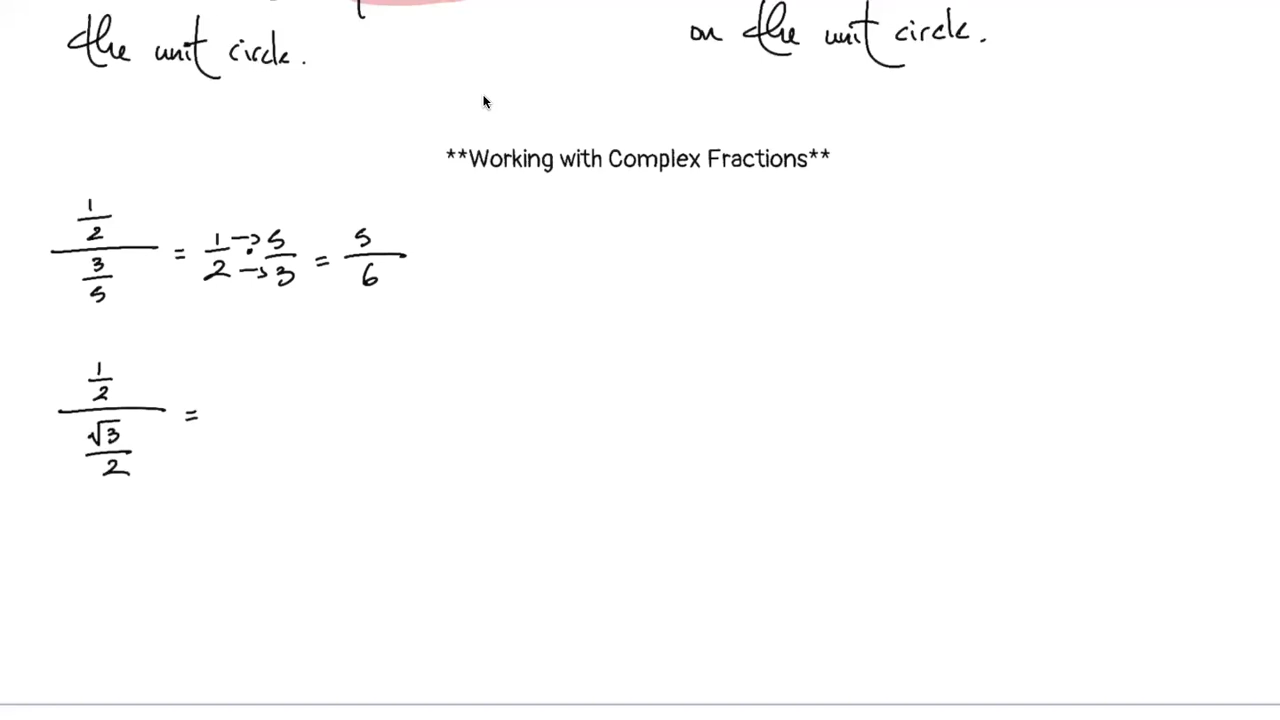 the unit circle.
on the unit circle.
**Working with Complex Fractions**
1/2 / 3/5 = 1/2 → · → 5/3 = 5/6
1/2 / √3/2 =